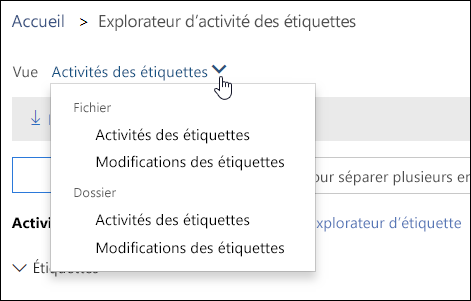 Accueil > Explorateur d'activité des étiquettes
Vue Activités des étiquettes
Fichier
Activités des étiquettes
Modifications des étiquettes
our séparer plusieurs en
Dossier
Activités des étiquettes
Activi
xplorateur d'étiquette
Modifications des étiquettes
Étiquettes